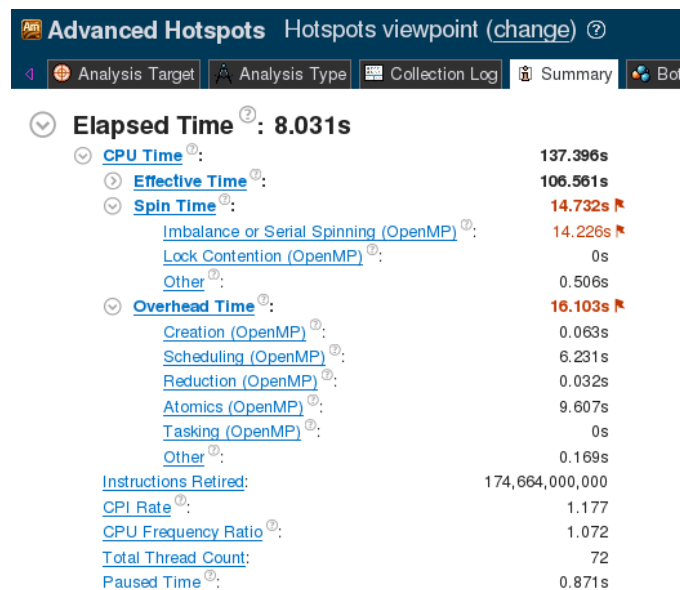 Am Advanced Hotspots Hotspots viewpoint (change) ?
Analysis Target Analysis Type Collection Log Summary Bot
Elapsed Time ?: 8.031s
CPU Time ?: 137.396s
Effective Time ?: 106.561s
Spin Time ?: 14.732s
Imbalance or Serial Spinning (OpenMP) ?: 14.226s
Lock Contention (OpenMP) ?: 0s
Other ?: 0.506s
Overhead Time ?: 16.103s
Creation (OpenMP) ?: 0.063s
Scheduling (OpenMP) ?: 6.231s
Reduction (OpenMP) ?: 0.032s
Atomics (OpenMP) ?: 9.607s
Tasking (OpenMP) ?: 0s
Other ?: 0.169s
Instructions Retired: 174,664,000,000
CPI Rate ?: 1.177
CPU Frequency Ratio ?: 1.072
Total Thread Count: 72
Paused Time ?: 0.871s